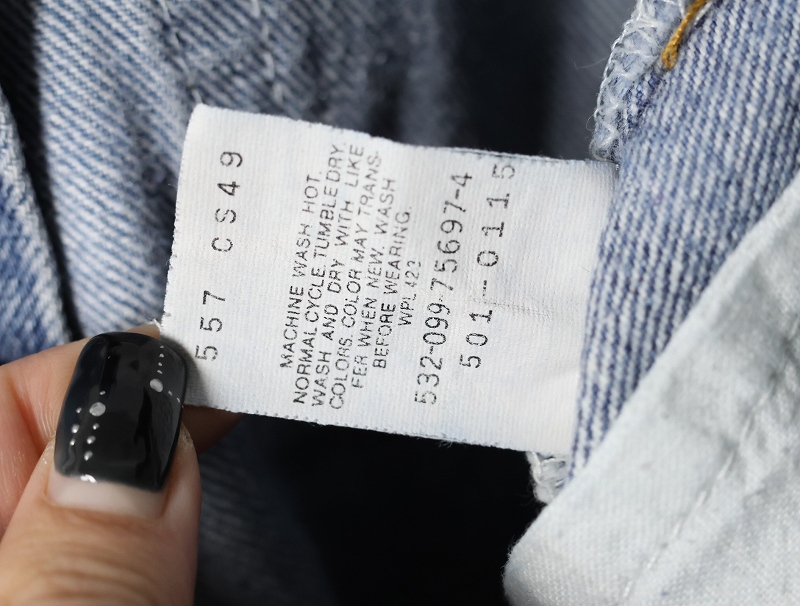 557 CS49
MACHINE WASH HOT,
NORMAL CYCLE. TUMBLE DRY.
WASH AND DRY WITH LIKE
COLORS. COLOR MAY TRANS-
FER WHEN NEW. WASH
BEFORE WEARING.
WPL 423
532-099-75697-4
501-0115